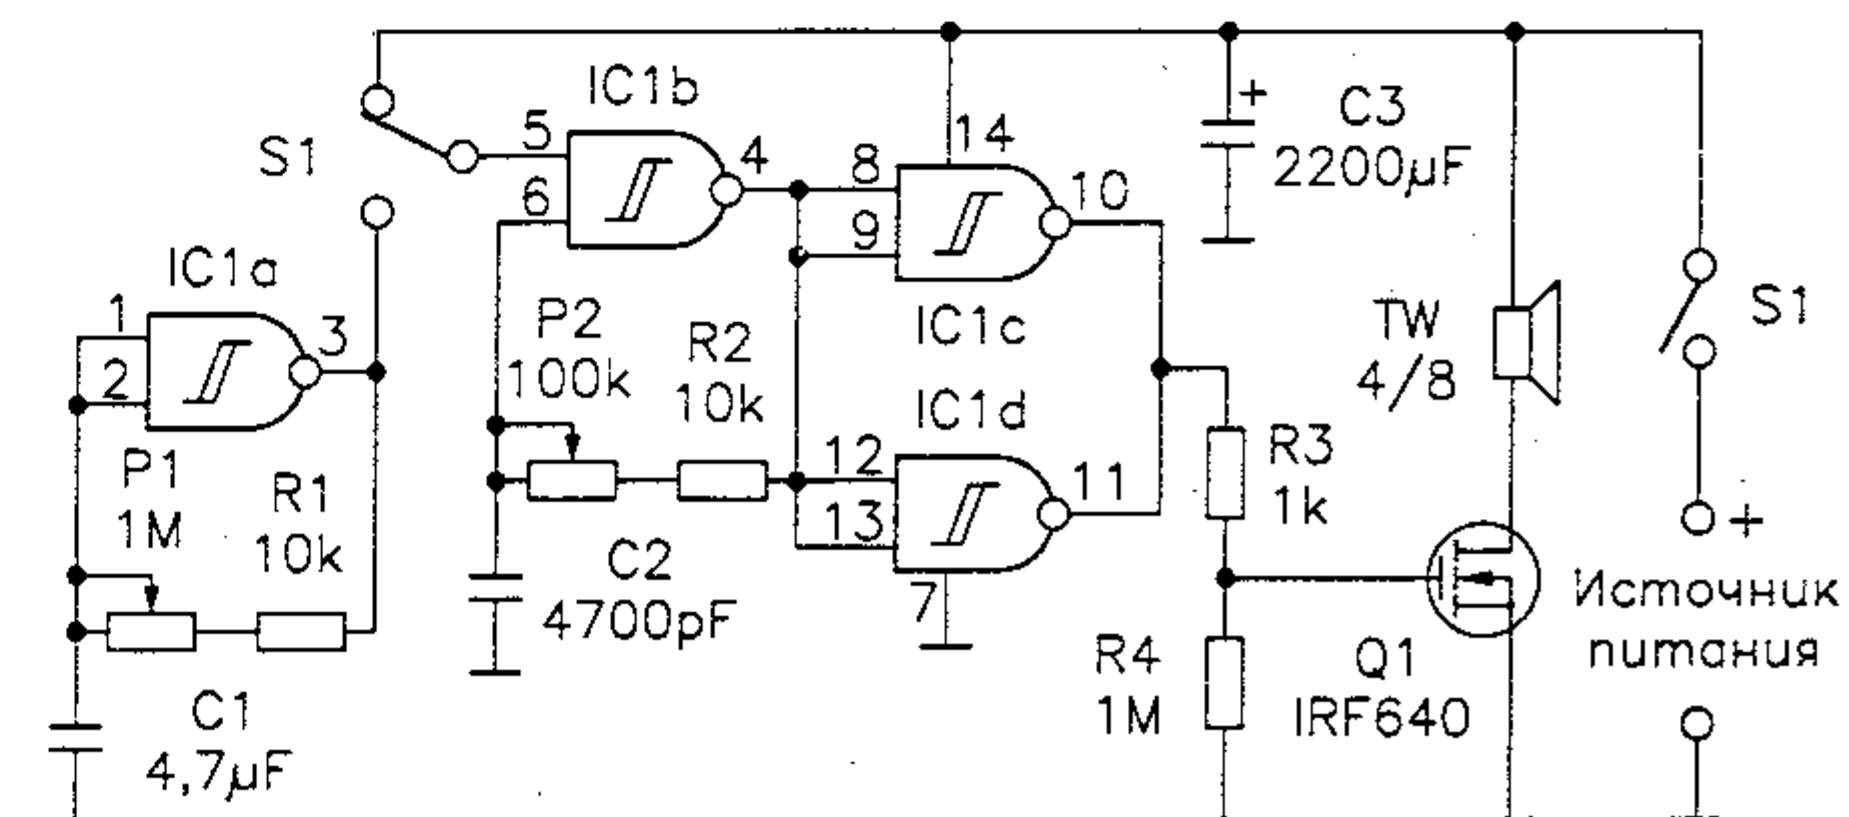 IC1b
S1
5
6
4
IC1a
1
2
3
P1
1M
R1
10k
C1
4,7µF
P2
100k
R2
10k
C2
4700pF
14
8
9
10
IC1c
IC1d
12
13
11
7
+
C3
2200µF
R3
1k
R4
1M
TW
4/8
Q1
IRF640
S1
+
Источник
питания